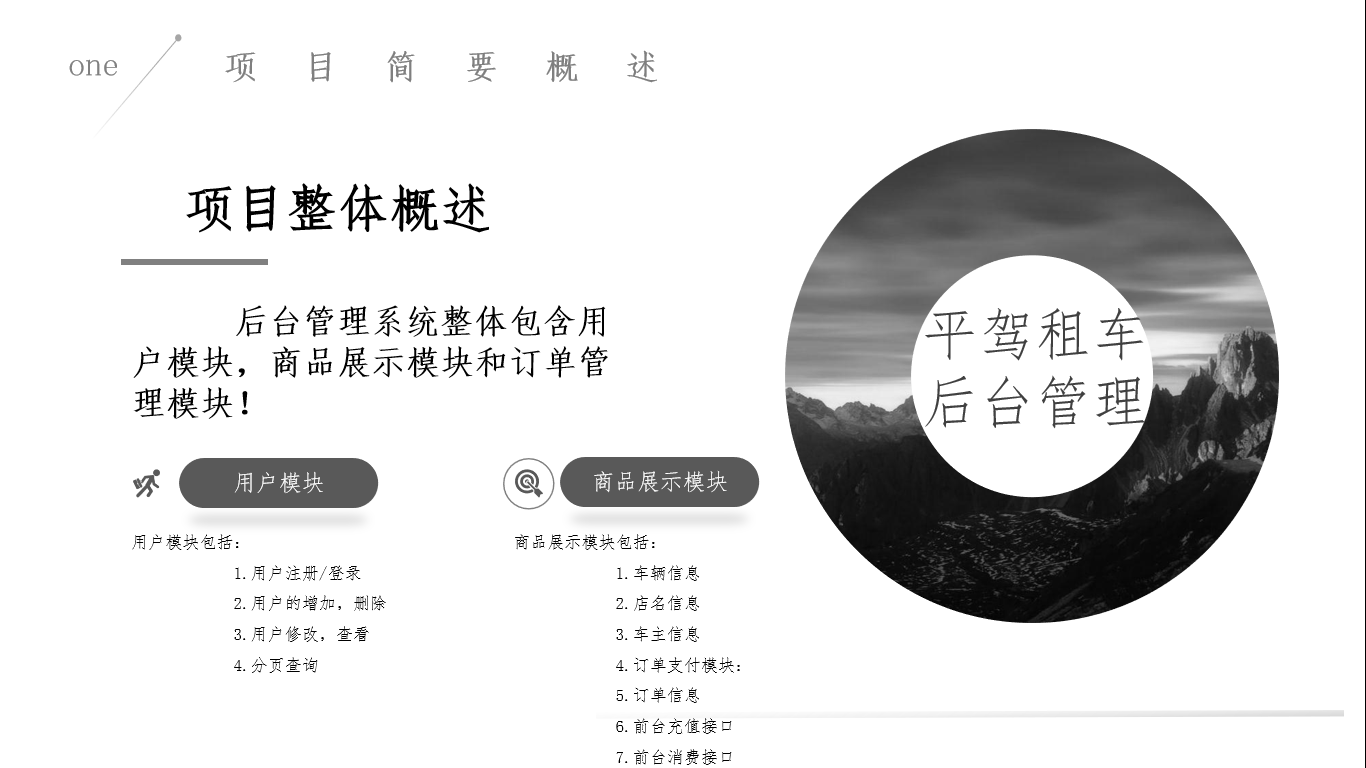 one
项目简要概述
项目整体概述
后台管理系统整体包含用
户模块，商品展示模块和订单管
理模块！
用户模块
用户模块包括：
1.用户注册/登录
2.用户的增加，删除
3.用户修改，查看
4.分页查询
商品展示模块
商品展示模块包括：
1.车辆信息
2.店名信息
3.车主信息
4.订单支付模块：
5.订单信息
6.前台充值接口
7.前台消费接口
平驾租车
后台管理